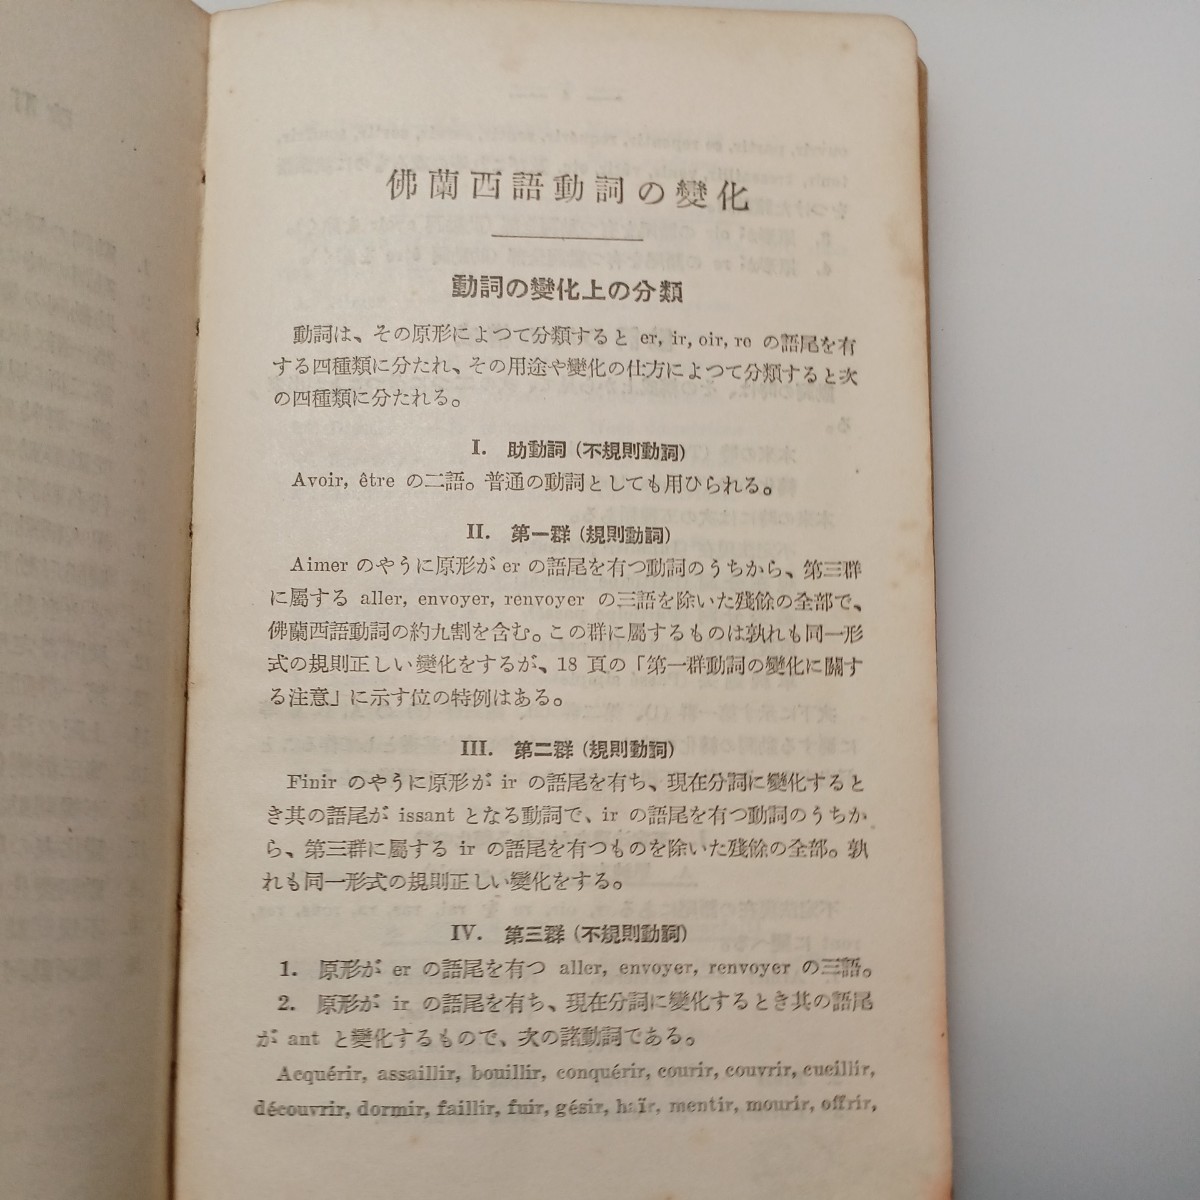 佛蘭西語動詞の變化
動詞の變化上の分類
動詞は、その原形によつて分類すると er, ir, oir, re の語尾を有
する四種類に分たれ、その用途や變化の仕方によつて分類すると次
の四種類に分たれる。
I. 助動詞 (不規則動詞)
Avoir, être の二語。普通の動詞としても用ひられる。
II. 第一群 (規則動詞)
Aimer のやうに原形が er の語尾を有つ動詞のうちから、第三群
に屬する aller, envoyer, renvoyer の三語を除いた殘餘の全部で、
佛蘭西語動詞の約九割を含む。この群に屬するものは孰れも同一形
式の規則正しい變化をするが、18 頁の「第一群動詞の變化に關す
る注意」に示す位の特例はある。
III. 第二群 (規則動詞)
Finir のやうに原形が ir の語尾を有ち、現在分詞に變化すると
き其の語尾が issant となる動詞で、ir の語尾を有つ動詞のうちか
ら、第三群に屬する ir の語尾を有つものを除いた殘餘の全部。孰
れも同一形式の規則正しい變化をする。
IV. 第三群 (不規則動詞)
1. 原形が er の語尾を有つ aller, envoyer, renvoyer の三語。
2. 原形が ir の語尾を有ち、現在分詞に變化するとき其の語尾
が ant と變化するもので、次の諸動詞である。
Acquérir, assaillir, bouillir, conquérir, courir, couvrir, cueillir,
découvrir, dormir, faillir, fuir, gésir, haïr, mentir, mourir, offrir,